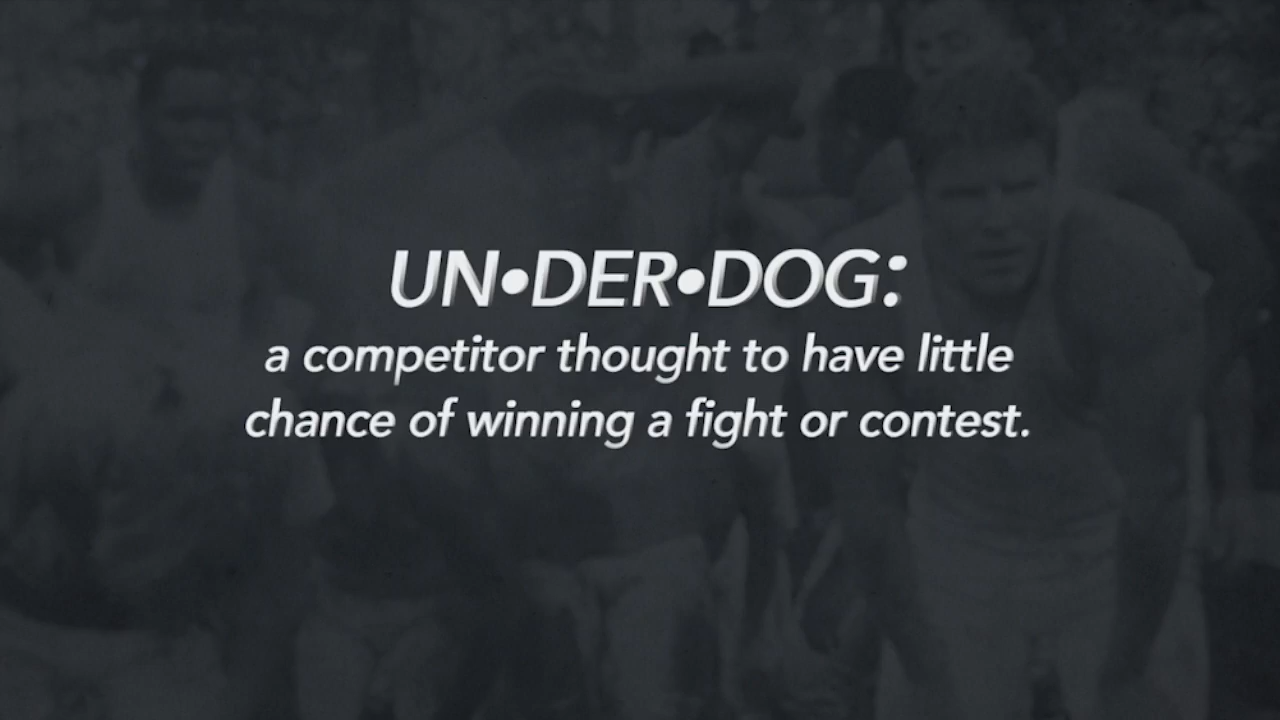 UN•DER•DOG:
a competitor thought to have little
chance of winning a fight or contest.